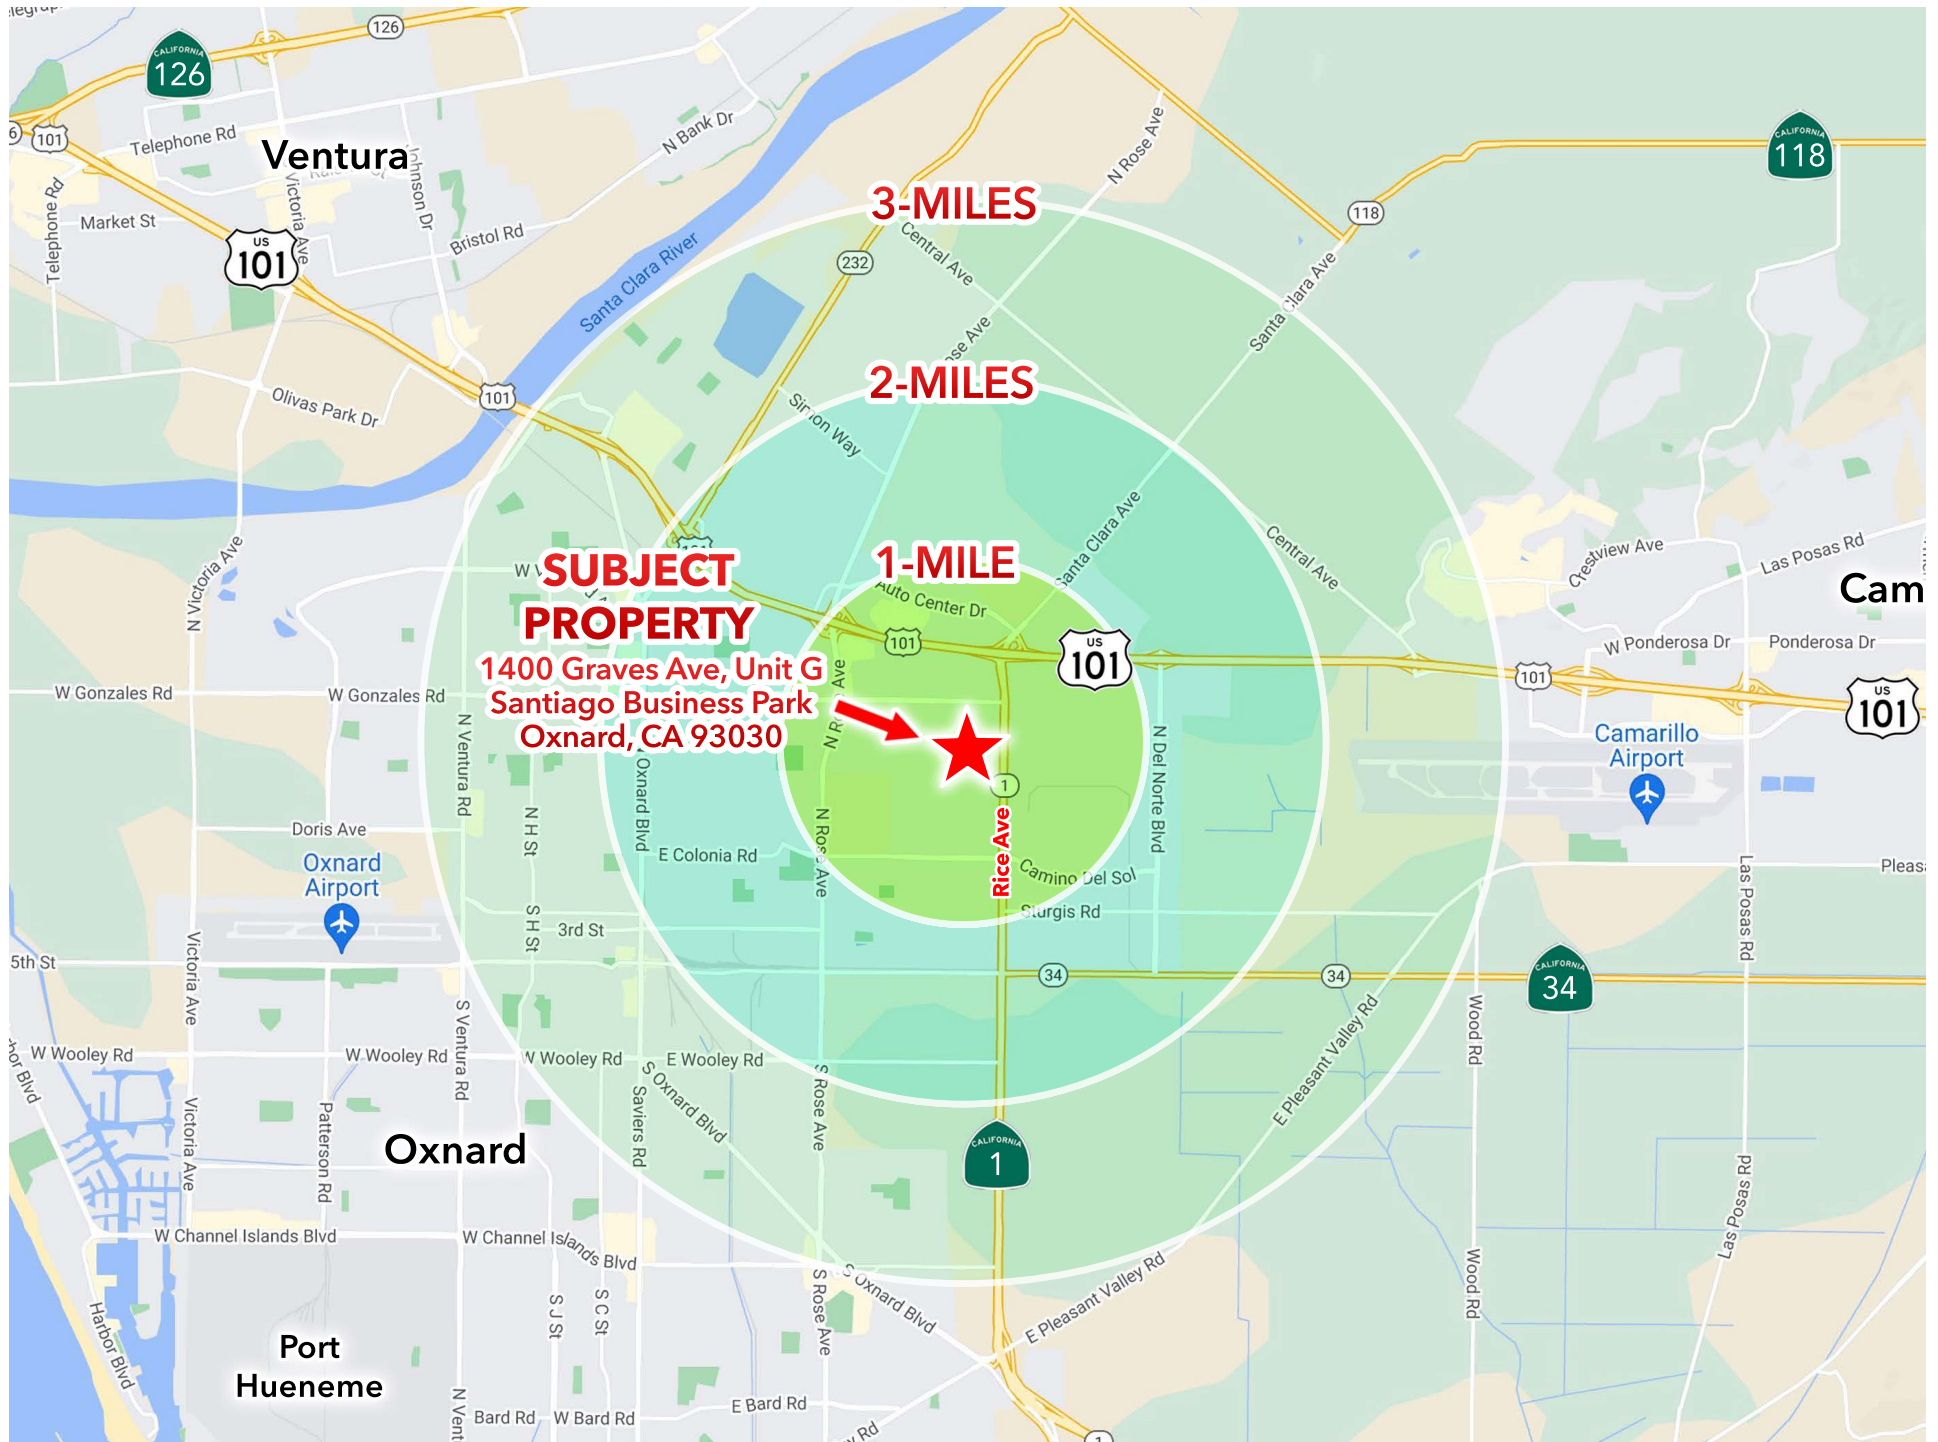 126
CALIFORNIA
126
101
Telephone Rd
Ventura
Johnson Dr
N Bank Dr
Victoria Ave
Telephone Rd
Market St
Bristol Rd
US
101
Santa Clara River
N Rose Ave
CALIFORNIA
118
118
3-MILES
232
Central Ave
Santa Clara Ave
2-MILES
101
Olivas Park Dr
Simon Way
Santa Clara Ave
Central Ave
Crestview Ave
Las Posas Rd
Cam
N Victoria Ave
1-MILE
Auto Center Dr
101
US
101
W Ponderosa Dr
Ponderosa Dr
101
US
101
SUBJECT
PROPERTY
1400 Graves Ave, Unit G
Santiago Business Park
Oxnard, CA 93030
W Gonzales Rd
W Gonzales Rd
N Ventura Rd
Camarillo
Airport
N Del Norte Blvd
1
Rice Ave
Oxnard Blvd
N H St
N Rose Ave
Doris Ave
Oxnard
Airport
E Colonia Rd
Camino Del Sol
Sturgis Rd
Las Posas Rd
S H St
3rd St
5th St
Victoria Ave
34
34
CALIFORNIA
34
S Ventura Rd
Wood Rd
E Pleasant Valley Rd
W Wooley Rd
W Wooley Rd
W Wooley Rd
E Wooley Rd
S Oxnard Blvd
Saviers Rd
S Rose Ave
Victoria Ave
Patterson Rd
Oxnard
CALIFORNIA
1
Las Posas Rd
W Channel Islands Blvd
W Channel Islands Blvd
S Oxnard Blvd
S Rose Ave
E Pleasant Valley Rd
Wood Rd
Harbor Blvd
S J St
S C St
Port
Hueneme
Bard Rd
W Bard Rd
E Bard Rd
1